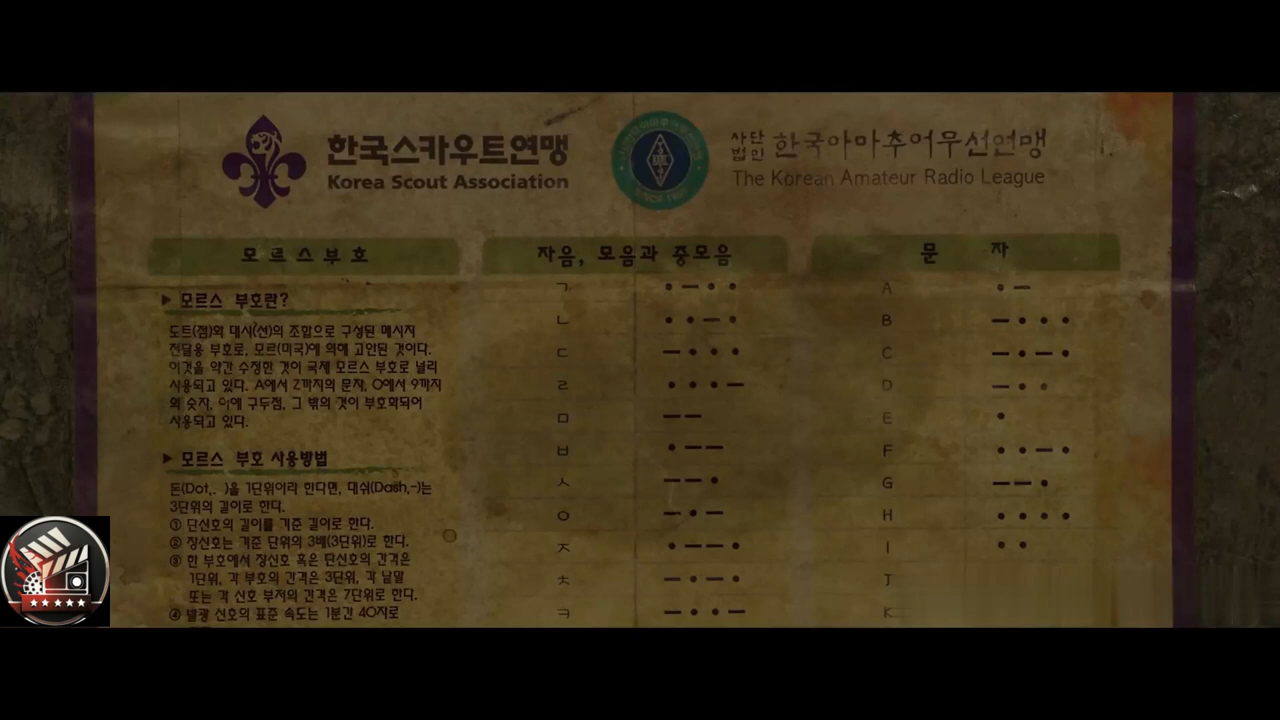 한국스카우트연맹
Korea Scout Association
사단
법인 한국아마추어무선연맹
The Korean Amateur Radio League
모르스부호
▶ 모르스 부호란?
도트(점)와 대시(선)의 조합으로 구성된 메시지
전달용 부호로, 모르(미국)에 의해 고안된 것이다.
이것을 약간 수정한 것이 국제 모르스 부호로 널리
사용되고 있다. A에서 Z까지의 문자, 0에서 9까지
의 숫자, 이에 구두점, 그 밖의 것이 부호화되어
사용되고 있다.
▶ 모르스 부호 사용방법
돈(Dot,. )을 1단위이라 한다면, 대쉬(Dash,-)는
3단위의 길이로 한다.
① 단신호의 길이를 기준 길이로 한다.
② 장신호는 기준 단위의 3배(3단위)로 한다.
③ 한 부호에서 장신호 혹은 단신호의 간격은
1단위, 각 부호의 간격은 3단위, 각 낱말
또는 각 신호 부저의 간격은 7단위로 한다.
④ 발광 신호의 표준 속도는 1분간 40자로
자음, 모음과 중모음
ㄱ •—••
ㄴ ••—•
ㄷ —•••
ㄹ •••—
ㅁ ——
ㅂ •——
ㅅ ——•
ㅇ —•—
ㅈ •——•
ㅊ —•—•
ㅋ —••—
문 자
A •—
B —•••
C —•—•
D —••
E •
F ••—•
G ——•
H ••••
I ••
J
K